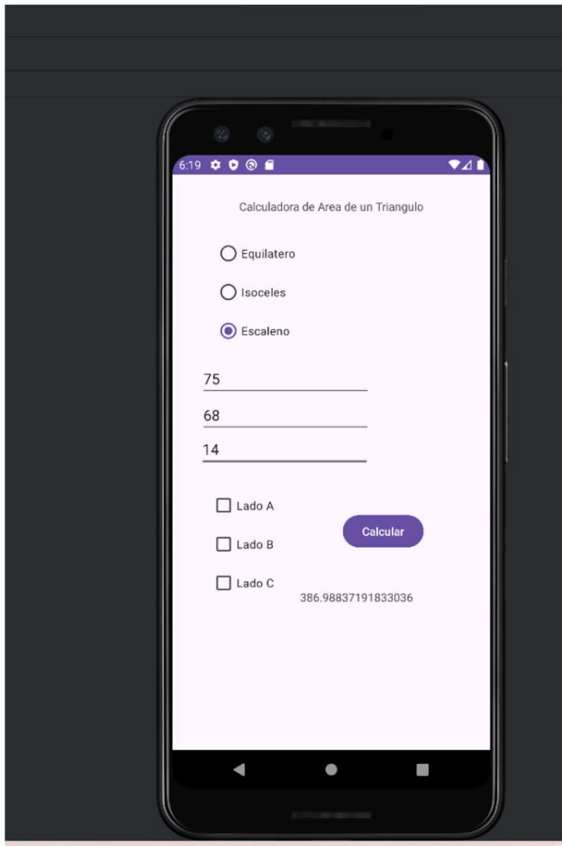 6:19
Calculadora de Area de un Triangulo
Equilatero
Isoceles
Escaleno
75
68
14
Lado A
Calcular
Lado B
Lado C
386.98837191833036